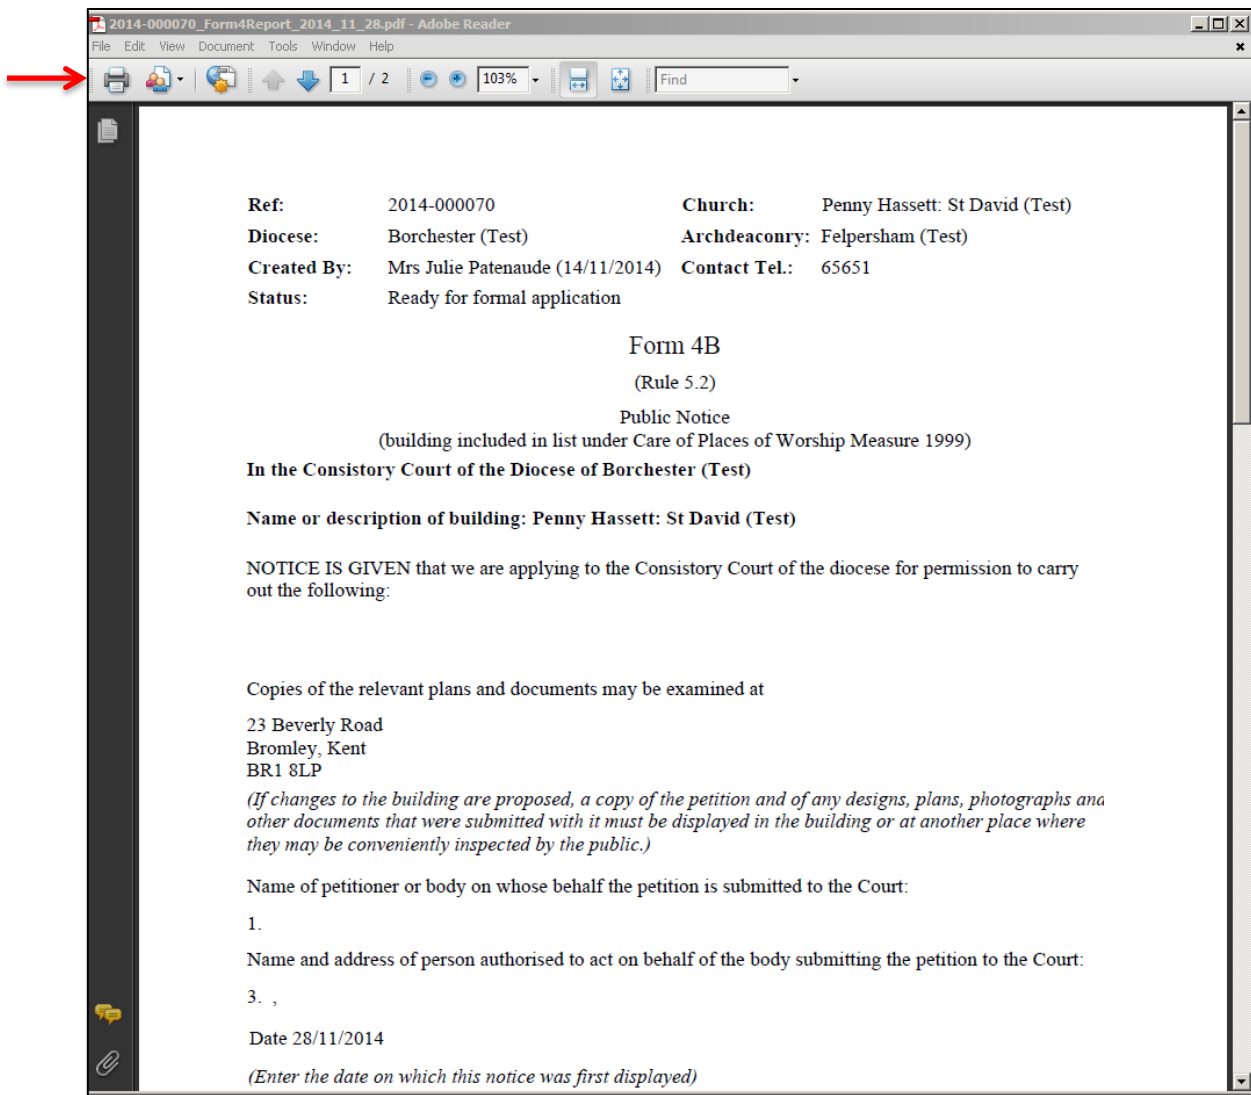 2014-000070_Form4Report_2014_11_28.pdf - Adobe Reader
File Edit View Document Tools Window Help
1 / 2 103% Find
Ref: 2014-000070 Church: Penny Hassett: St David (Test)
Diocese: Borchester (Test) Archdeaconry: Felpersham (Test)
Created By: Mrs Julie Patenaude (14/11/2014) Contact Tel.: 65651
Status: Ready for formal application
Form 4B
(Rule 5.2)
Public Notice
(building included in list under Care of Places of Worship Measure 1999)
In the Consistory Court of the Diocese of Borchester (Test)
Name or description of building: Penny Hassett: St David (Test)
NOTICE IS GIVEN that we are applying to the Consistory Court of the diocese for permission to carry
out the following:
Copies of the relevant plans and documents may be examined at
23 Beverly Road
Bromley, Kent
BR1 8LP
(If changes to the building are proposed, a copy of the petition and of any designs, plans, photographs and
other documents that were submitted with it must be displayed in the building or at another place where
they may be conveniently inspected by the public.)
Name of petitioner or body on whose behalf the petition is submitted to the Court:
1.
Name and address of person authorised to act on behalf of the body submitting the petition to the Court:
3. ,
Date 28/11/2014
(Enter the date on which this notice was first displayed)